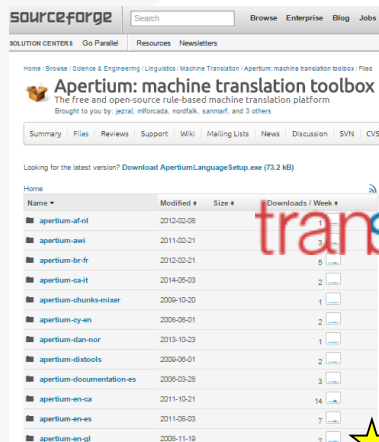 sourceforge
Search
Browse Enterprise Blog Jobs
SOLUTION CENTERS Go Parallel Resources Newsletters
Home / Browse / Science & Engineering / Linguistics / Machine Translation / Apertium: machine translation toolbox / Files
Apertium: machine translation toolbox
The free and open-source rule-based machine translation platform
Brought to you by: jezral, mlforcada, nordfalk, sanmarf, and 3 others
Summary Files Reviews Support Wiki Mailing Lists News Discussion SVN CVS
Looking for the latest version? Download ApertiumLanguageSetup.exe (73.2 kB)
Home
Name Modified Size Downloads / Week
apertium-af-nl 2012-02-08 1
tran
apertium-awi 2011-02-21 3
apertium-br-fr 2012-02-21 5
apertium-ca-it 2014-05-03 2
apertium-chunks-mixer 2009-10-20 1
apertium-cy-en 2008-08-01 2
apertium-dan-nor 2013-10-23 1
apertium-dixtools 2009-06-01 2
apertium-documentation-es 2006-03-28 3
apertium-en-ca 2011-10-21 14
apertium-en-es 2011-08-03 7
apertium-en-gl 2008-11-19 2